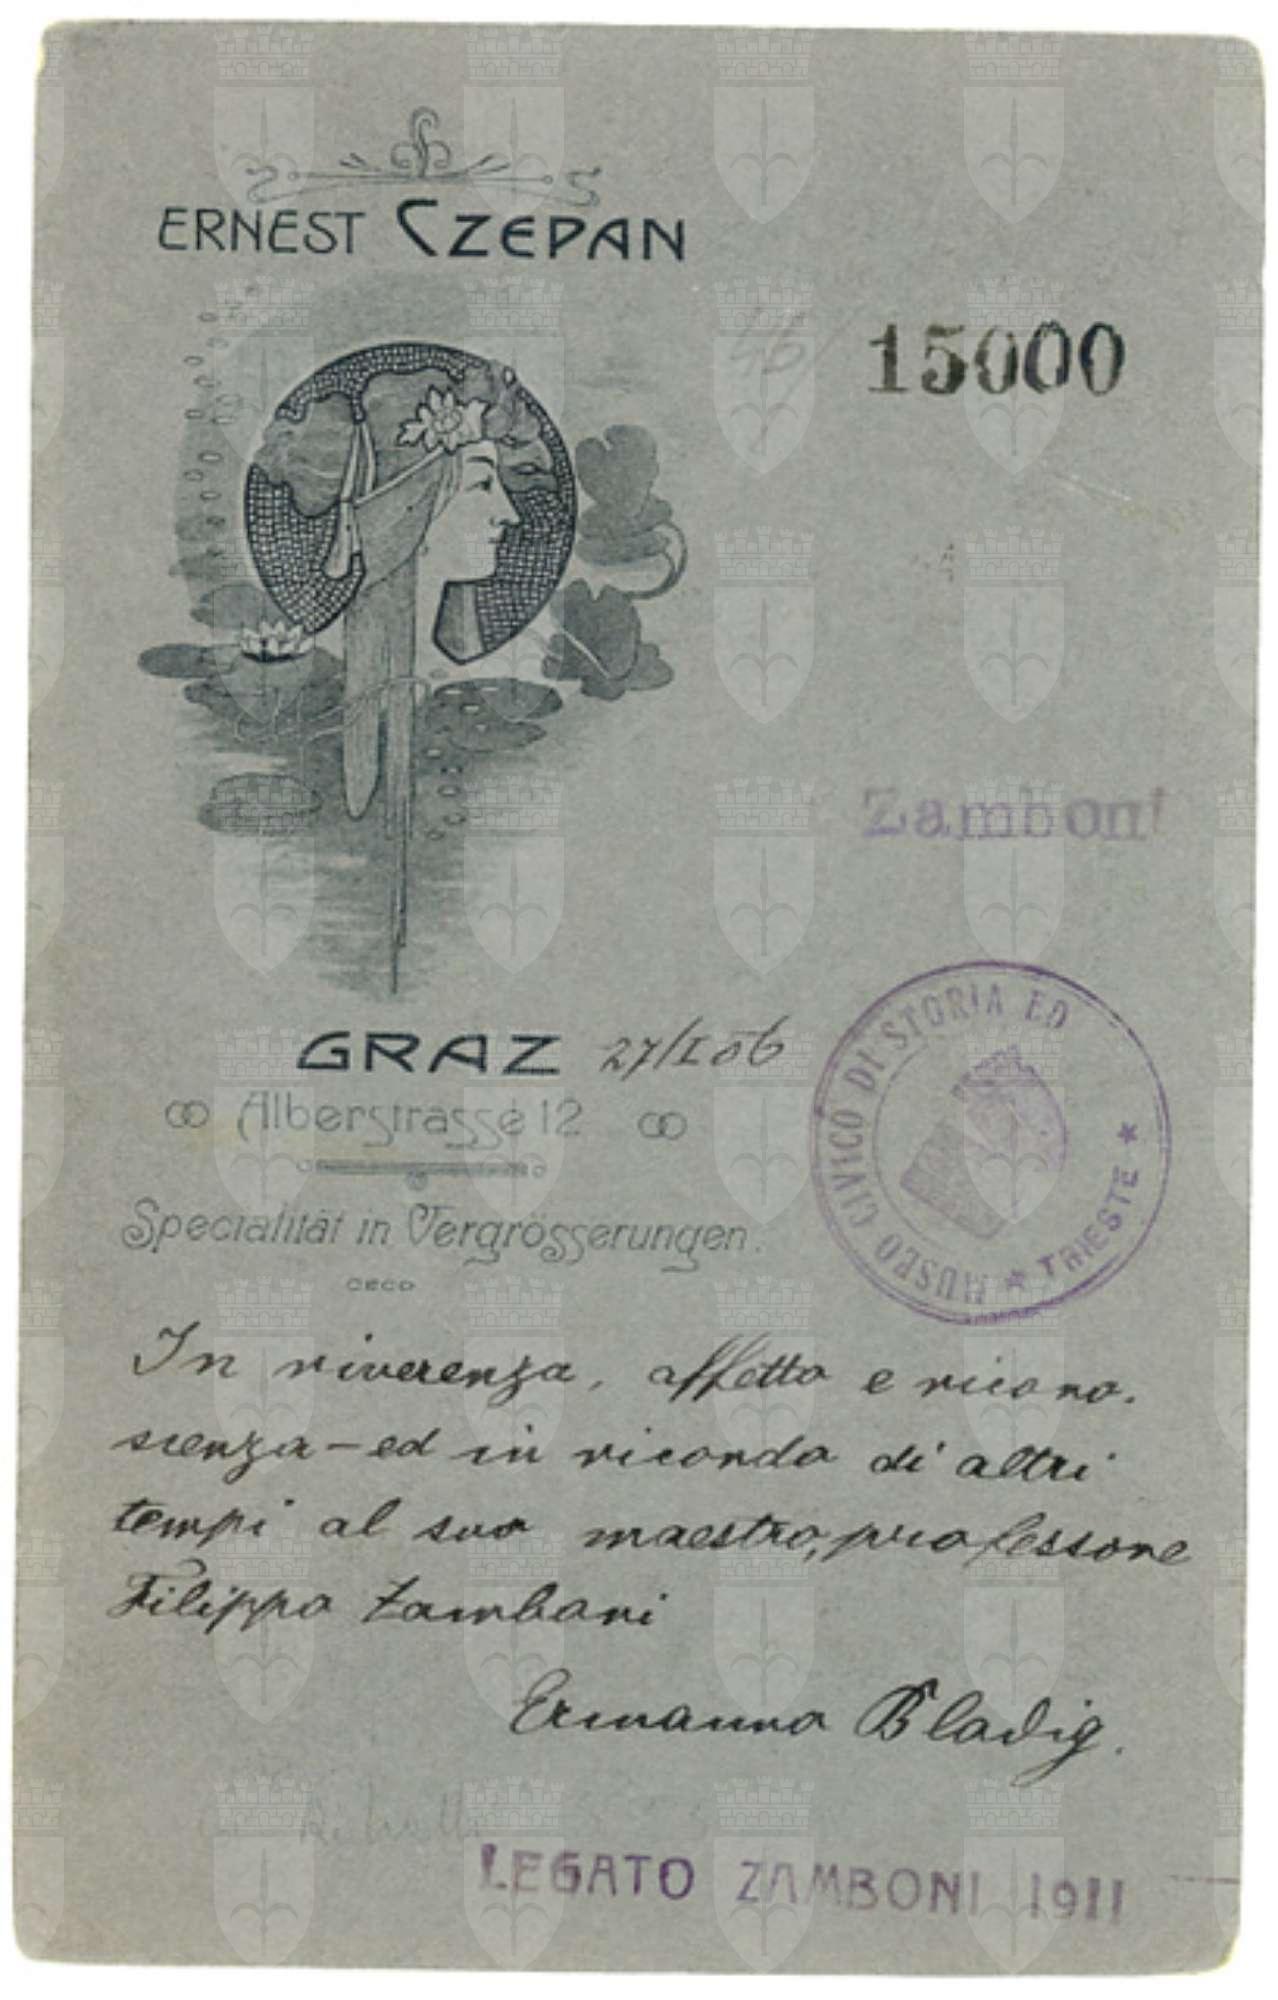 ERNEST CZEPAN
15000
Zamboni
GRAZ 27/I 06
Alberstrasse 12
Specialität in Vergrösserungen.
MUSEO CIVICO DI STORIA ED
TRIESTE
In riverenza, affetto e ricono.
scenza - ed in ricordo di altri
tempi al suo maestro, professore
Filippo Zamboni
Ermanno Bladig.
LEGATO ZAMBONI 1911